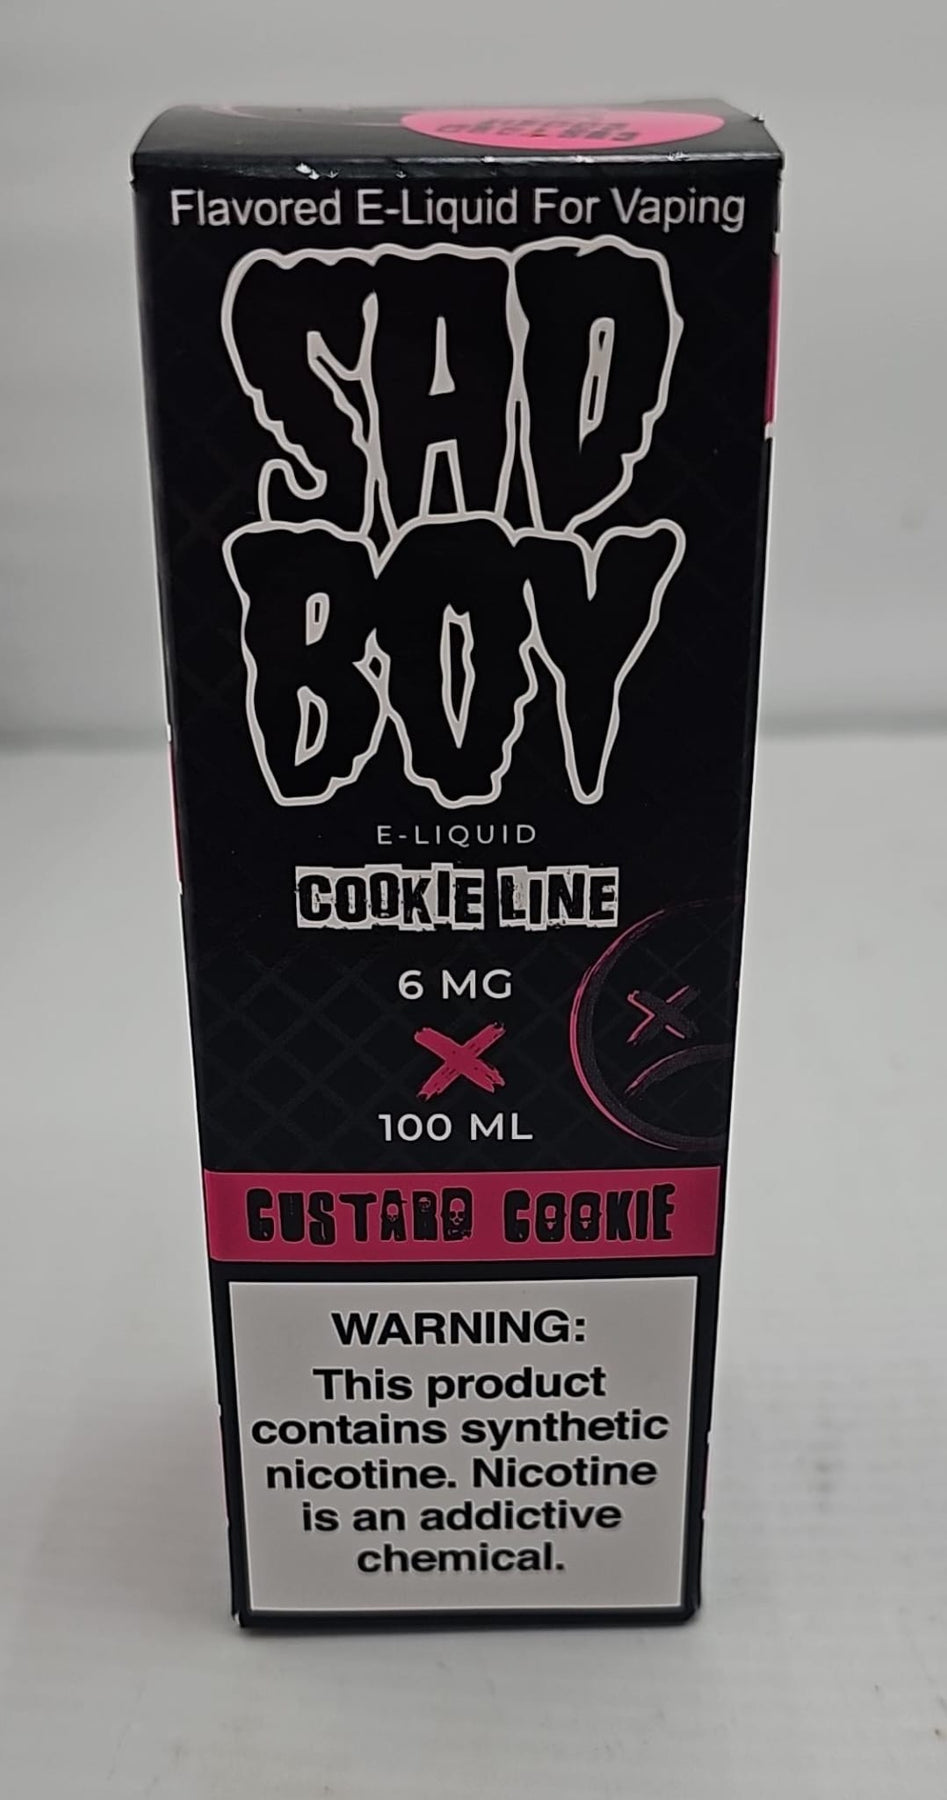 Flavored E-Liquid For Vaping
SAD
BOY
E-LIQUID
COOKIE LINE
6 MG
X
100 ML
CUSTARD COOKIE
WARNING:
This product
contains synthetic
nicotine. Nicotine
is an addictive
chemical.